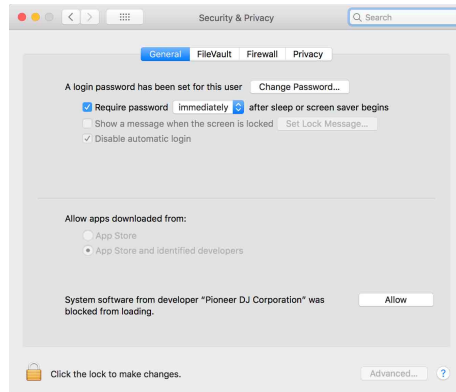 Security & Privacy
Search
General FileVault Firewall Privacy
A login password has been set for this user Change Password...
Require password immediately after sleep or screen saver begins
Show a message when the screen is locked Set Lock Message...
Disable automatic login
Allow apps downloaded from:
App Store
App Store and identified developers
System software from developer “Pioneer DJ Corporation” was Allow
blocked from loading.
Click the lock to make changes. Advanced... ?